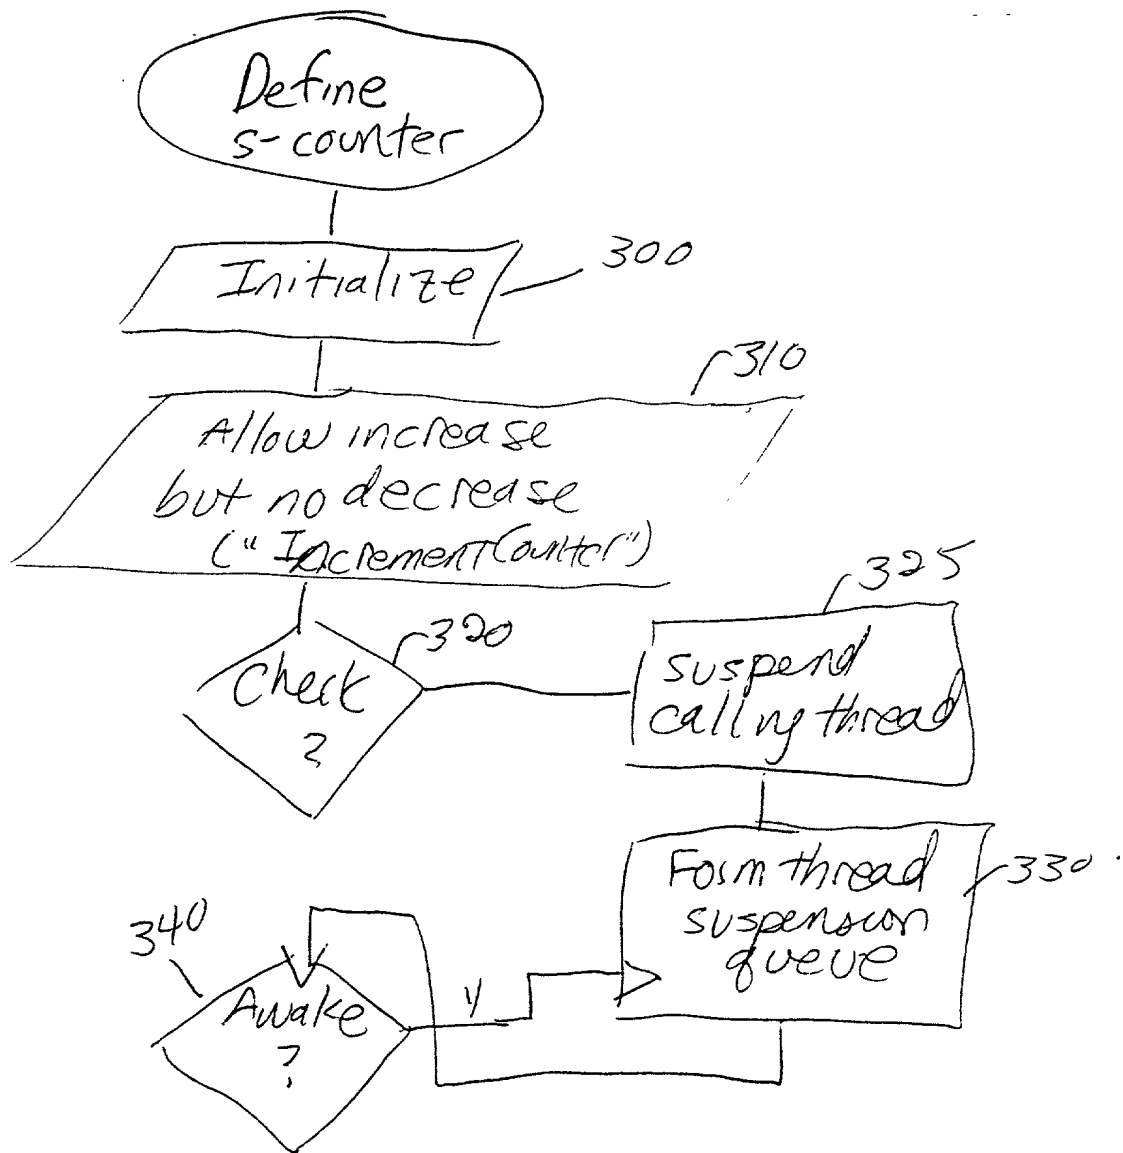 Define
s-counter
Initialize
300
310
Allow increase
but no decrease
("IncrementCounter")
320
Check
?
325
suspend
calling thread
Form thread
suspension
queue
330
340
Awake
?
y